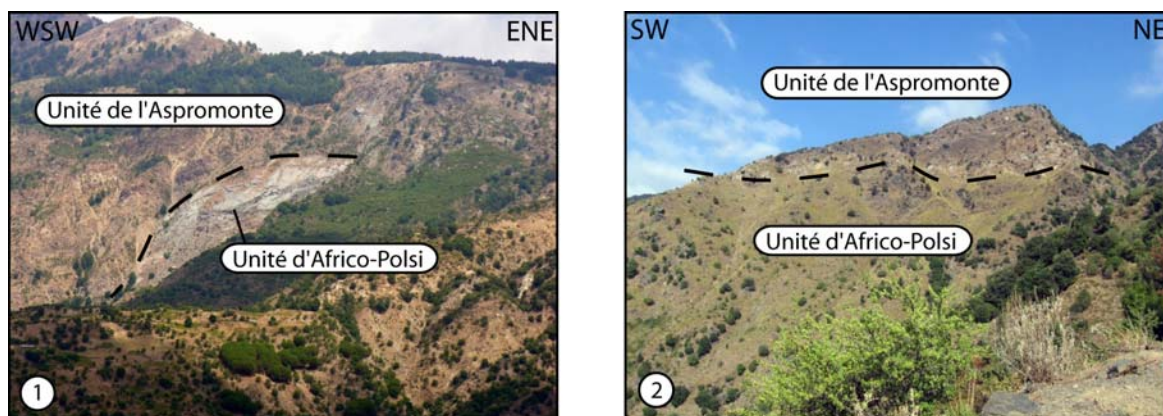 WSW ENE
Unité de l'Aspromonte
Unité d'Africo-Polsi
1
SW NE
Unité de l'Aspromonte
Unité d'Africo-Polsi
2